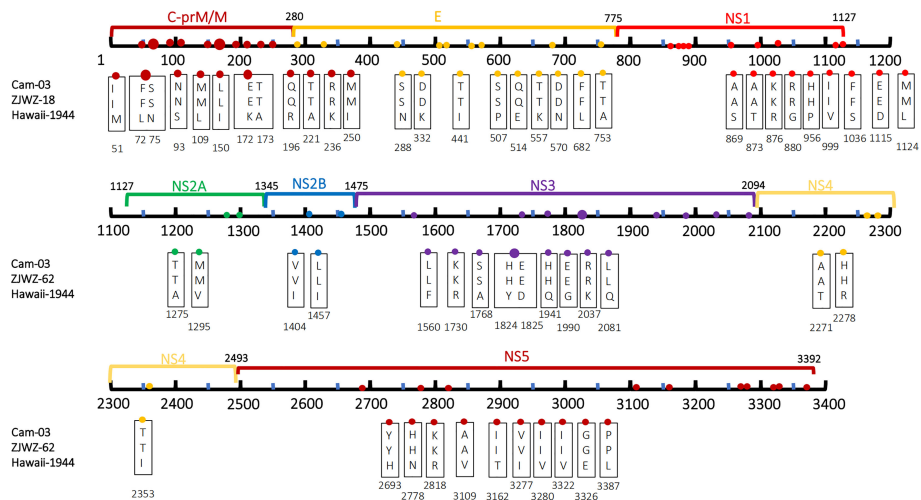 C-prM/M 280 E 775 NS1 1127
1 100 200 300 400 500 600 700 800 900 1000 1100 1200
Cam-03 I F S N M L E T Q T R M S D T S Q T D F T A A K R H I F E L
ZJWZ-18 I F S N M L E T Q T R M S D T S Q T D F T A A K R H I F E L
Hawaii-1944 M L N S L I K A R A K I N K I P E K N L A S T R G P V S D M
51 72 75 93 109 150 172 173 196 221 236 250 288 332 441 507 514 557 570 682 753 869 873 876 880 956 999 1036 1115 1124
1127 NS2A 1345 NS2B 1475 NS3 2094 NS4
1100 1200 1300 1400 1500 1600 1700 1800 1900 2000 2100 2200 2300
Cam-03 T M V L L K S H E H E R L A H
ZJWZ-62 T M V L L K S H E H E R L A H
Hawaii-1944 A V I I F R A Y D Q G K Q T R
1275 1295 1404 1457 1560 1730 1768 1824 1825 1941 1990 2037 2081 2271 2278
NS4 2493 NS5 3392
2300 2400 2500 2600 2700 2800 2900 3000 3100 3200 3300 3400
Cam-03 T Y H K A I V I I G P
ZJWZ-62 T Y H K A I V I I G P
Hawaii-1944 I H N R V T I V V E L
2353 2693 2778 2818 3109 3162 3277 3280 3322 3326 3387